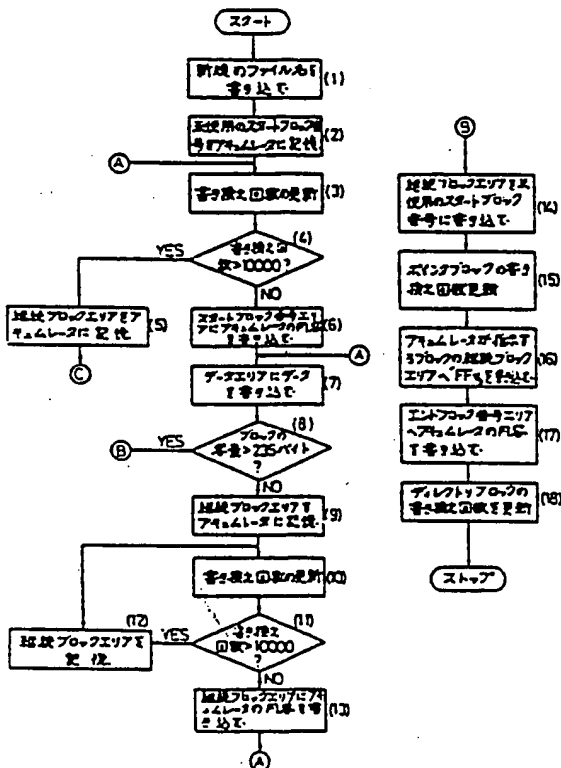 スタート
新規のファイル名を
書き込む
(1)
未使用のスタートブロック番
号をアキュムレータに記憶
(2)
A
書き換え回数の更新
(3)
書き換え回
数>10000?
(4)
YES
NO
継続ブロックエリアをア
キュムレータに記憶
(5)
C
スタートブロック番号エリ
アにアキュムレータの内容
を書き込む
(6)
A
データエリアにデータ
を書き込む
(7)
ブロックの
容量>235バイト
?
(8)
YES
B
NO
継続ブロックエリアを
アキュムレータに記憶
(9)
書き換え回数の更新
(10)
書き換え
回数>10000
?
(11)
YES
NO
継続ブロックエリアを
記憶
(12)
継続ブロックエリアにアキ
ュムレータの内容を書
き込む
(13)
A
B
継続ブロックエリアを未
使用のスタートブロック
番号に書き込む
(14)
ポインタブロックの書き
換え回数更新
(15)
アキュムレータが指定す
るブロックの継続ブロック
エリアへ"FF"を書込む
(16)
エンドブロック番号エリア
へアキュムレータの内容
を書き込む
(17)
ディレクトリブロックの
書き換え回数を更新
(18)
ストップ